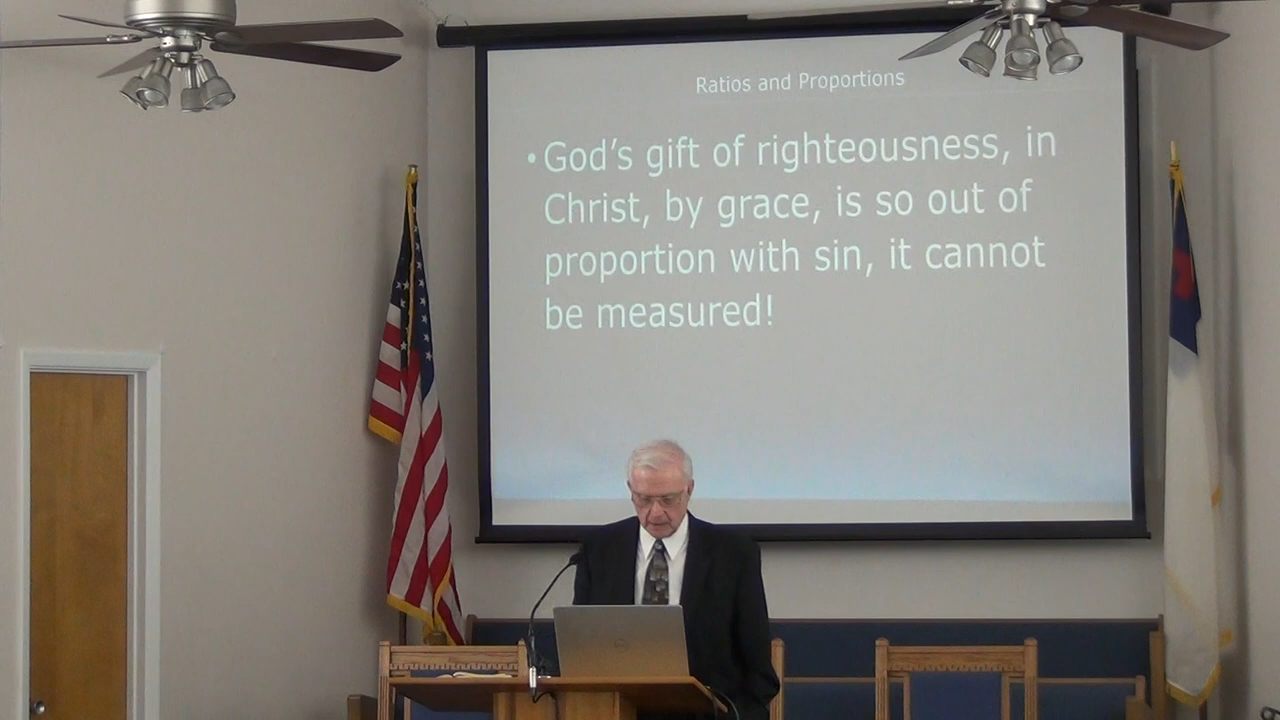 Ratios and Proportions
• God's gift of righteousness, in
Christ, by grace, is so out of
proportion with sin, it cannot
be measured!